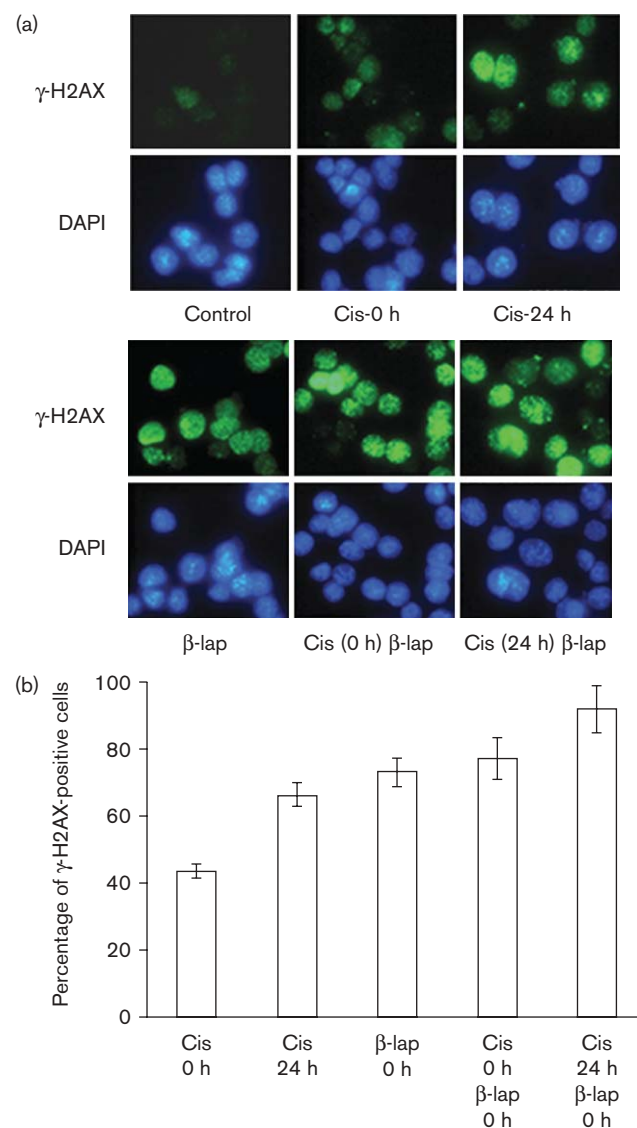 (a)
γ-H2AX
DAPI
Control Cis-0 h Cis-24 h
γ-H2AX
DAPI
β-lap Cis (0 h) β-lap Cis (24 h) β-lap
(b)
Percentage of γ-H2AX-positive cells
100
80
60
40
20
0
Cis Cis β-lap Cis Cis
0 h 24 h 0 h 0 h 24 h
β-lap β-lap
0 h 0 h